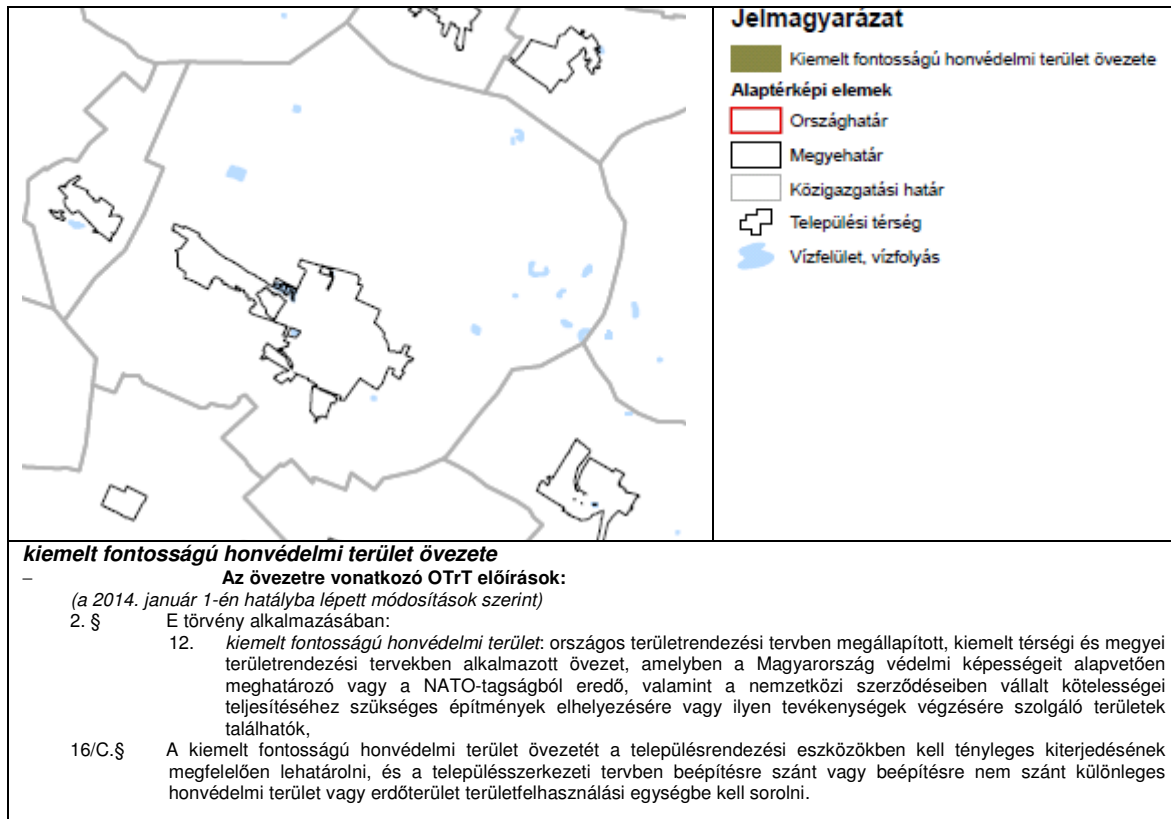 Jelmagyarázat
Kiemelt fontosságú honvédelmi terület övezete
Alaptérképi elemek
Országhatár
Megyehatár
Közigazgatási határ
Települési térség
Vízfelület, vízfolyás
kiemelt fontosságú honvédelmi terület övezete
– Az övezetre vonatkozó OTrT előírások:
(a 2014. január 1-én hatályba lépett módosítások szerint)
2. § E törvény alkalmazásában:
12. kiemelt fontosságú honvédelmi terület: országos területrendezési tervben megállapított, kiemelt térségi és megyei
területrendezési tervekben alkalmazott övezet, amelyben a Magyarország védelmi képességeit alapvetően
meghatározó vagy a NATO-tagságból eredő, valamint a nemzetközi szerződéseiben vállalt kötelességei
teljesítéséhez szükséges építmények elhelyezésére vagy ilyen tevékenységek végzésére szolgáló területek
találhatók,
16/C.§ A kiemelt fontosságú honvédelmi terület övezetét a településrendezési eszközökben kell tényleges kiterjedésének
megfelelően lehatárolni, és a településszerkezeti tervben beépítésre szánt vagy beépítésre nem szánt különleges
honvédelmi terület vagy erdőterület területfelhasználási egységbe kell sorolni.